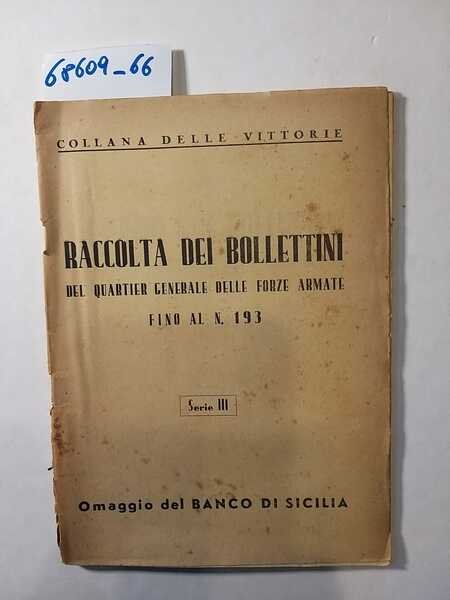 68609_66
COLLANA DELLE VITTORIE
RACCOLTA DEI BOLLETTINI
DEL QUARTIER GENERALE DELLE FORZE ARMATE
FINO AL N. 193
Serie III
Omaggio del BANCO DI SICILIA